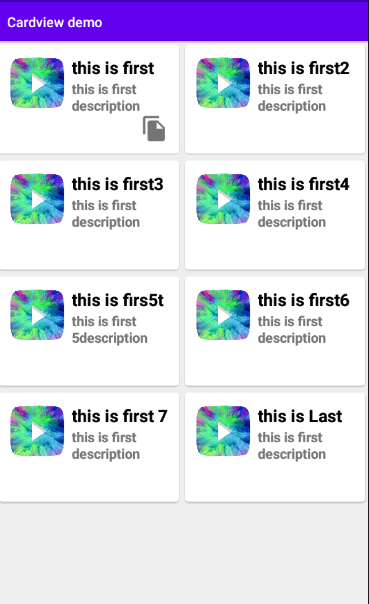 Cardview demo
this is first
this is first
description
this is first2
this is first
description
this is first3
this is first
description
this is first4
this is first
description
this is firs5t
this is first
5description
this is first6
this is first
description
this is first 7
this is first
description
this is Last
this is first
description